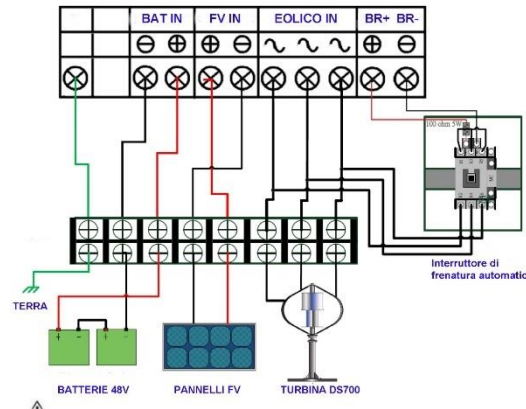 BAT IN FV IN EOLICO IN BR+ BR-
100 ohm 5W
Interruttore di
frenatura automatic
TERRA
BATTERIE 48V PANNELLI FV TURBINA DS700